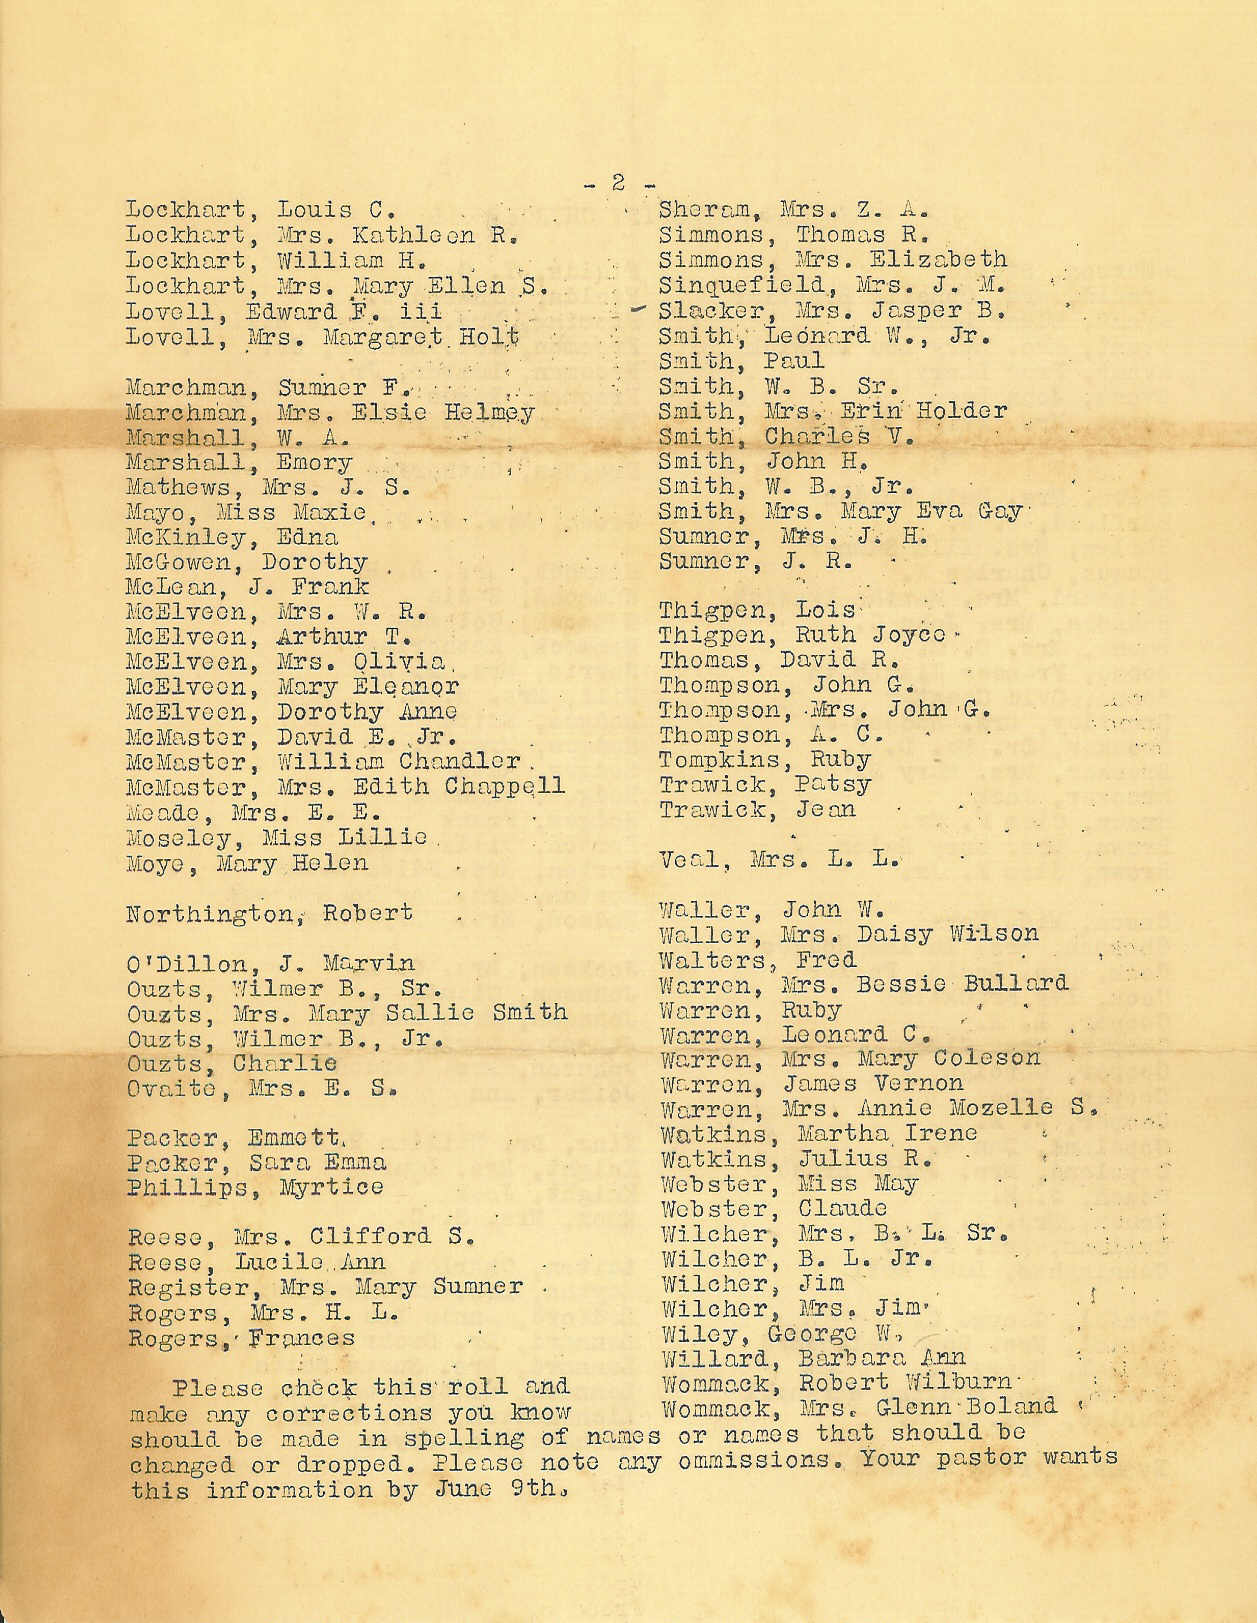 - 2 -
Lockhart, Louis C.
Lockhart, Mrs. Kathleen R.
Lockhart, William H.
Lockhart, Mrs. Mary Ellen S.
Lovell, Edward F. iii
Lovell, Mrs. Margaret Holt
Marchman, Sumner F.
Marchman, Mrs. Elsie Helmey
Marshall, W. A.
Marshall, Emory
Mathews, Mrs. J. S.
Mayo, Miss Maxie
McKinley, Edna
McGowen, Dorothy
McLean, J. Frank
McElveen, Mrs. W. R.
McElveen, Arthur T.
McElveen, Mrs. Olivia
McElveen, Mary Eleanor
McElveen, Dorothy Anne
McMaster, David E. Jr.
McMaster, William Chandler
McMaster, Mrs. Edith Chappell
Meade, Mrs. E. E.
Moseley, Miss Lillie
Moye, Mary Helen
Northington, Robert
O'Dillon, J. Marvin
Ouzts, Wilmer B., Sr.
Ouzts, Mrs. Mary Sallie Smith
Ouzts, Wilmer B., Jr.
Ouzts, Charlie
Ovaite, Mrs. E. S.
Packer, Emmett
Packer, Sara Emma
Phillips, Myrtice
Reese, Mrs. Clifford S.
Reese, Lucile Ann
Register, Mrs. Mary Sumner
Rogers, Mrs. H. L.
Rogers, Frances
Sheram, Mrs. Z. A.
Simmons, Thomas R.
Simmons, Mrs. Elizabeth
Sinquefield, Mrs. J. M.
Slacker, Mrs. Jasper B.
Smith, Leonard W., Jr.
Smith, Paul
Smith, W. B. Sr.
Smith, Mrs. Erin Holder
Smith, Charles V.
Smith, John H.
Smith, W. B., Jr.
Smith, Mrs. Mary Eva Gay
Sumner, Mrs. J. H.
Sumner, J. R.
Thigpen, Lois
Thigpen, Ruth Joyce
Thomas, David R.
Thompson, John G.
Thompson, Mrs. John G.
Thompson, A. C.
Tompkins, Ruby
Trawick, Patsy
Trawick, Jean
Veal, Mrs. L. L.
Waller, John W.
Waller, Mrs. Daisy Wilson
Walters, Fred
Warren, Mrs. Bessie Bullard
Warren, Ruby
Warren, Leonard C.
Warren, Mrs. Mary Coleson
Warren, James Vernon
Warren, Mrs. Annie Mozelle S.
Watkins, Martha Irene
Watkins, Julius R.
Webster, Miss May
Webster, Claude
Wilcher, Mrs. B. L. Sr.
Wilcher, B. L. Jr.
Wilcher, Jim
Wilcher, Mrs. Jim
Wiley, George W.
Willard, Barbara Ann
Wommack, Robert Wilburn
Wommack, Mrs. Glenn Boland
Please check this roll and
make any corrections you know
should be made in spelling of names or names that should be
changed or dropped. Please note any ommissions. Your pastor wants
this information by June 9th.